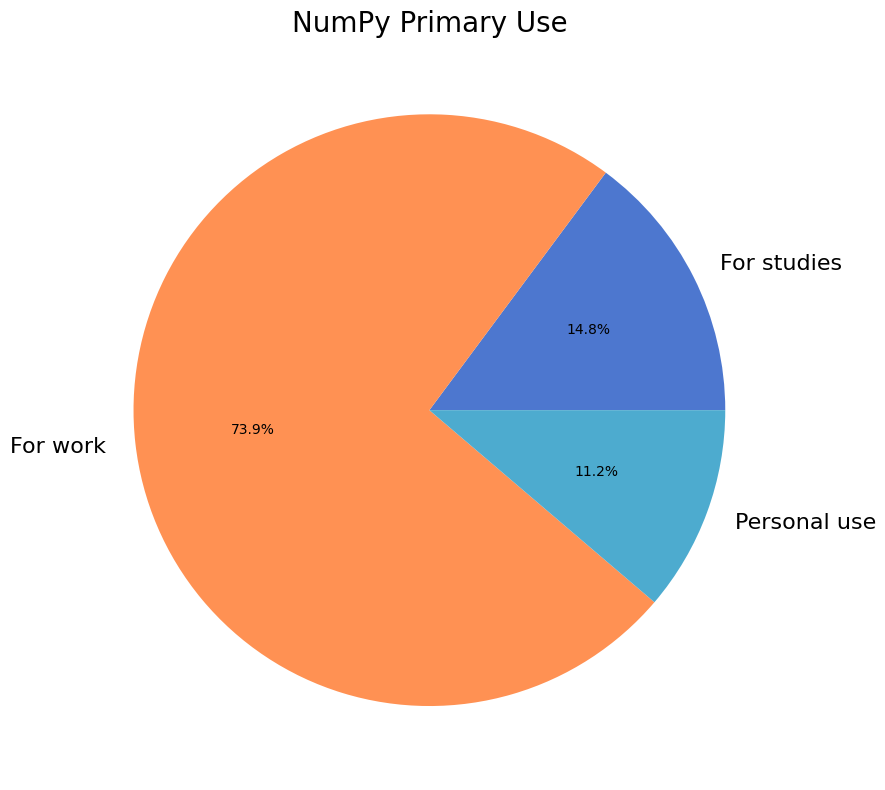 NumPy Primary Use
For studies
14.8%
73.9%
For work
11.2%
Personal use